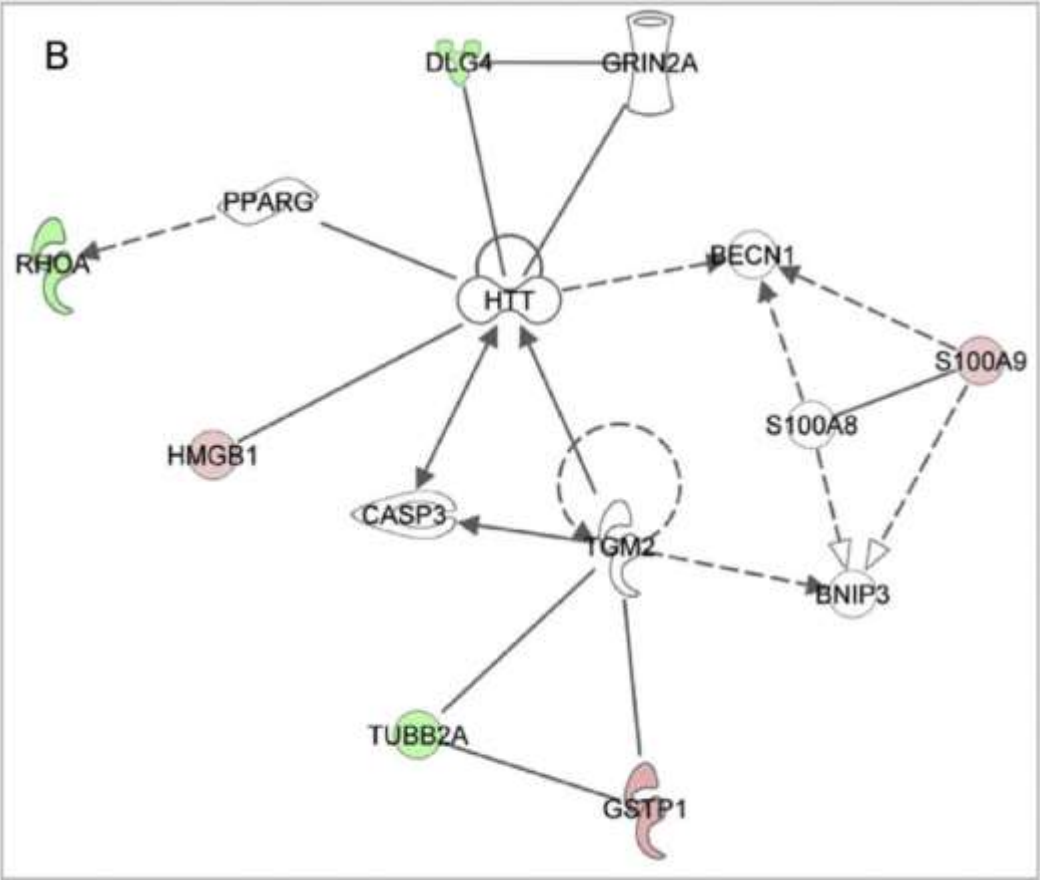 B
DLG4
GRIN2A
PPARG
RHOA
BECN1
HTT
S100A9
S100A8
HMGB1
CASP3
TGM2
BNIP3
TUBB2A
GSTP1